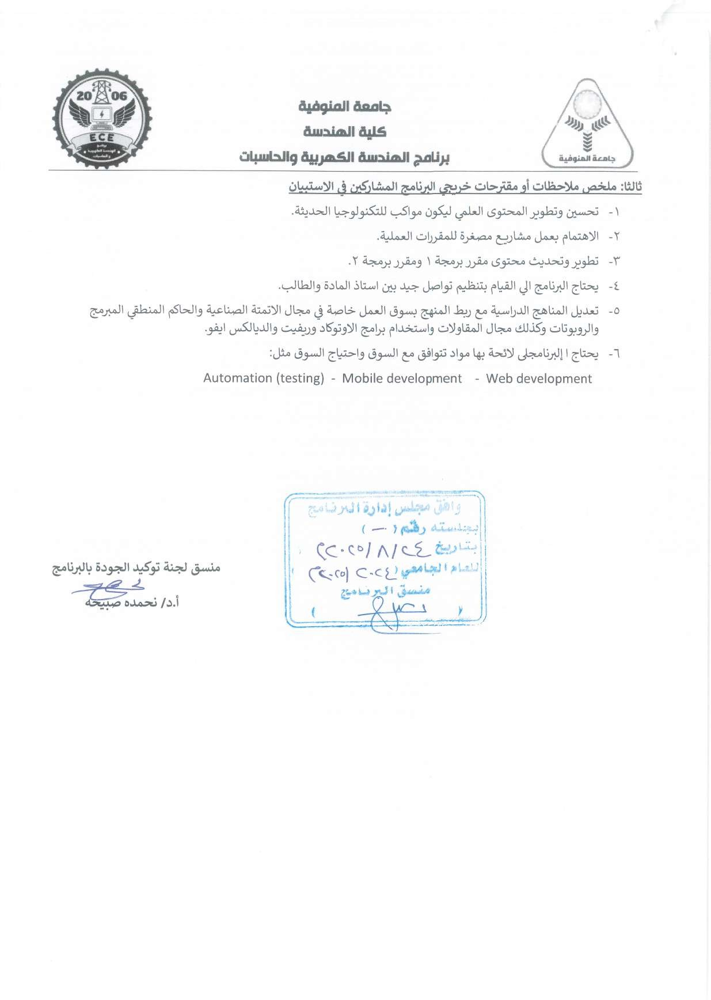 20 06
ECE
جامعة المنوفية
جامعة المنوفية
كلية الهندسة
برنامج الهندسة الكهربية والحاسبات
ثالثا: ملخص ملاحظات أو مقترحات خريجي البرنامج المشاركين في الاستبيان
١- تحسين وتطوير المحتوى العلمي ليكون مواكب للتكنولوجيا الحديثة.
٢- الاهتمام بعمل مشاريع مصغرة للمقررات العملية.
٣- تطوير وتحديث محتوى مقرر برمجة ١ ومقرر برمجة ٢.
٤- يحتاج البرنامج الي القيام بتنظيم تواصل جيد بين استاذ المادة والطالب.
٥- تعديل المناهج الدراسية مع ربط المنهج بسوق العمل خاصة في مجال الاتمتة الصناعية والحاكم المنطقي المبرمج
والروبوتات وكذلك مجال المقاولات واستخدام برامج الاوتوكاد وريفيت والديالكس ايفو.
٦- يحتاج ا إلبرنامجلى لائحة بها مواد تتوافق مع السوق واحتياج السوق مثل:
Automation (testing) - Mobile development - Web development
وافق مجلس إدارة البرنامج
بجلسته رقم ( — )
بتاريخ ٢٤/٨/٢٠٢٥م
للعام الجامعي (٢٠٢٤/٢٠٢٥م)
منسق البرنامج
منسق لجنة توكيد الجودة بالبرنامج
أ.د/ نحمده صبيحه